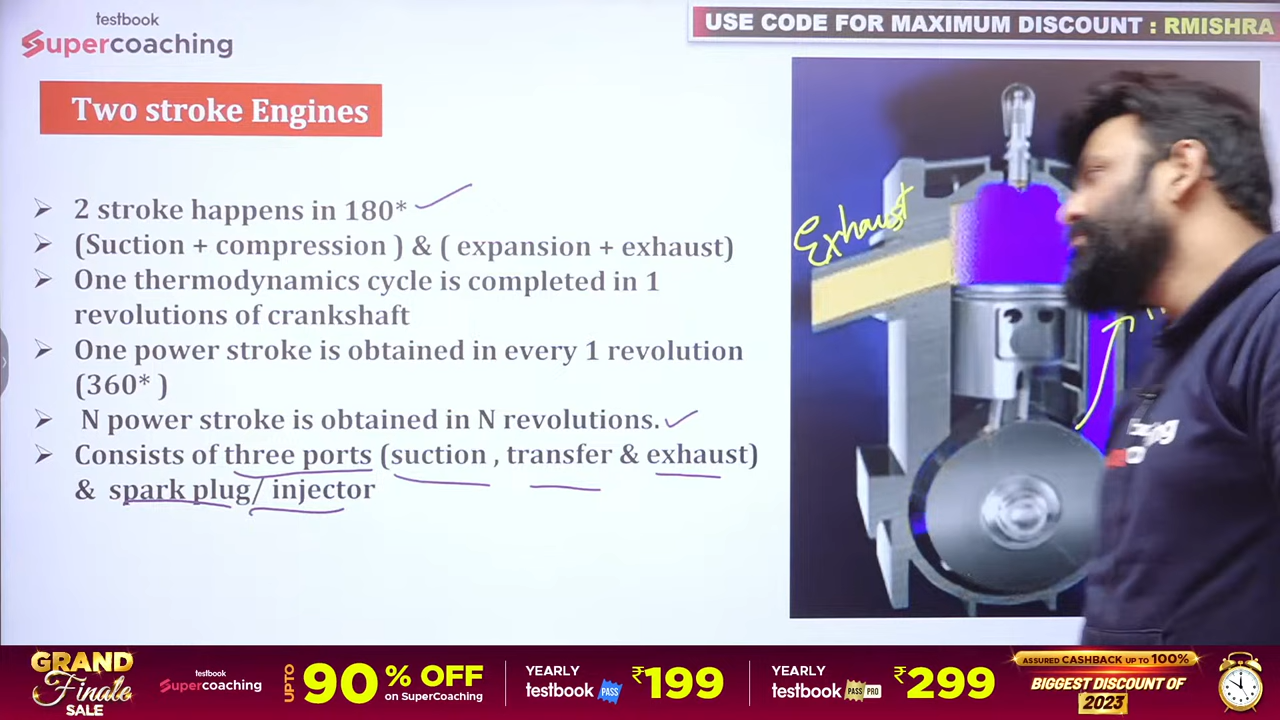 testbook
Supercoaching
USE CODE FOR MAXIMUM DISCOUNT : RMISHRA
Two stroke Engines
2 stroke happens in 180*
(Suction + compression ) & ( expansion + exhaust)
One thermodynamics cycle is completed in 1
revolutions of crankshaft
One power stroke is obtained in every 1 revolution
(360* )
N power stroke is obtained in N revolutions.
Consists of three ports (suction , transfer & exhaust)
& spark plug/ injector
Exhaust
GRAND
Finale
SALE
testbook
Supercoaching
UPTO 90 % OFF
on SuperCoaching
YEARLY
testbook PASS
₹199
YEARLY
testbook PASS PRO
₹299
ASSURED CASHBACK UP TO 100%
BIGGEST DISCOUNT OF
2023